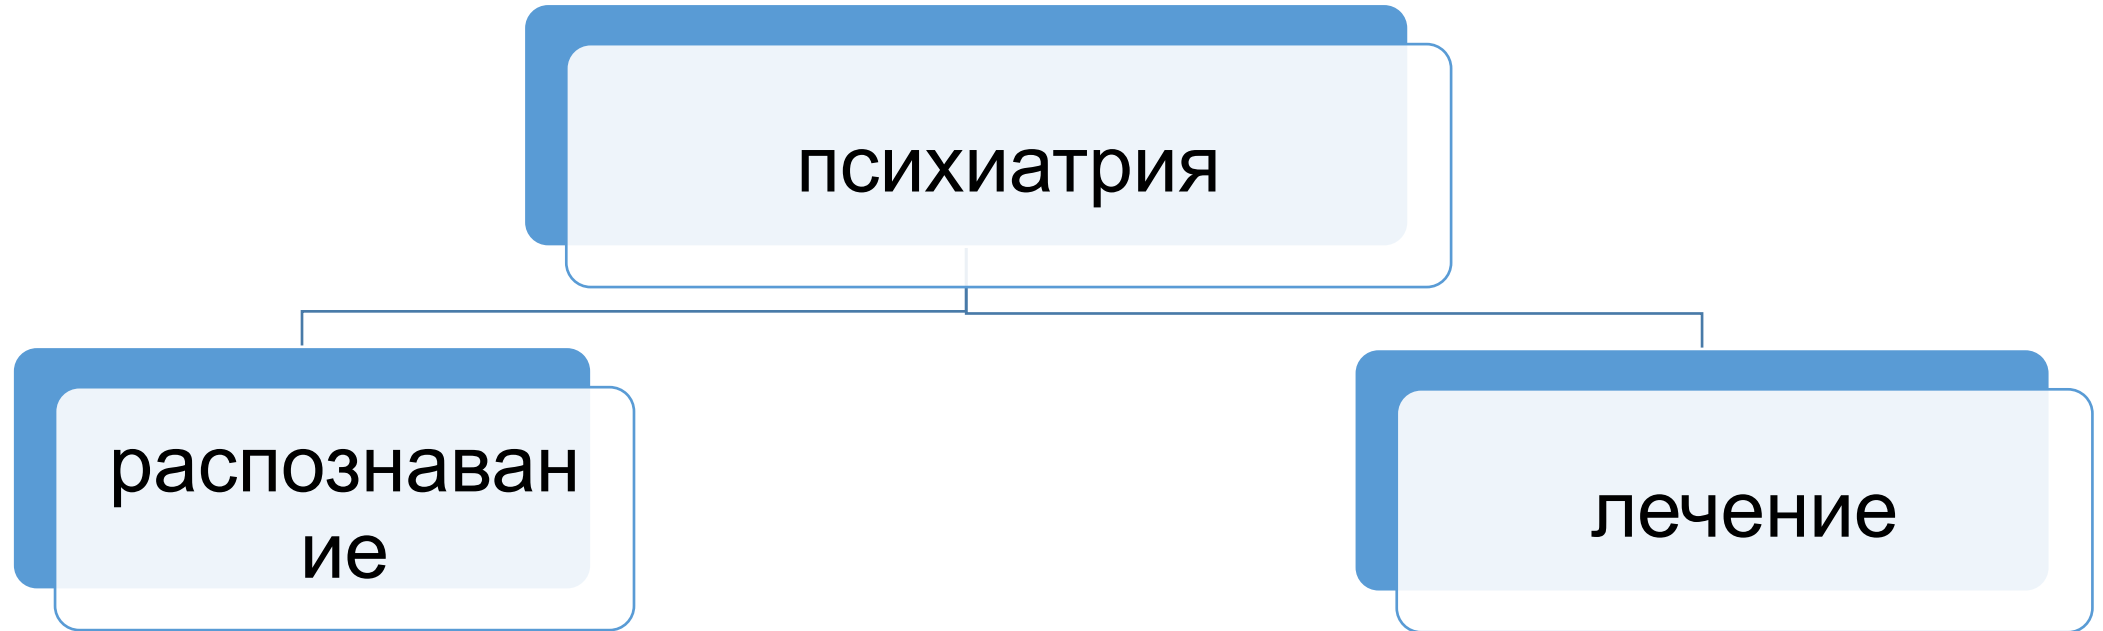 психиатрия
распознаван
ие
лечение